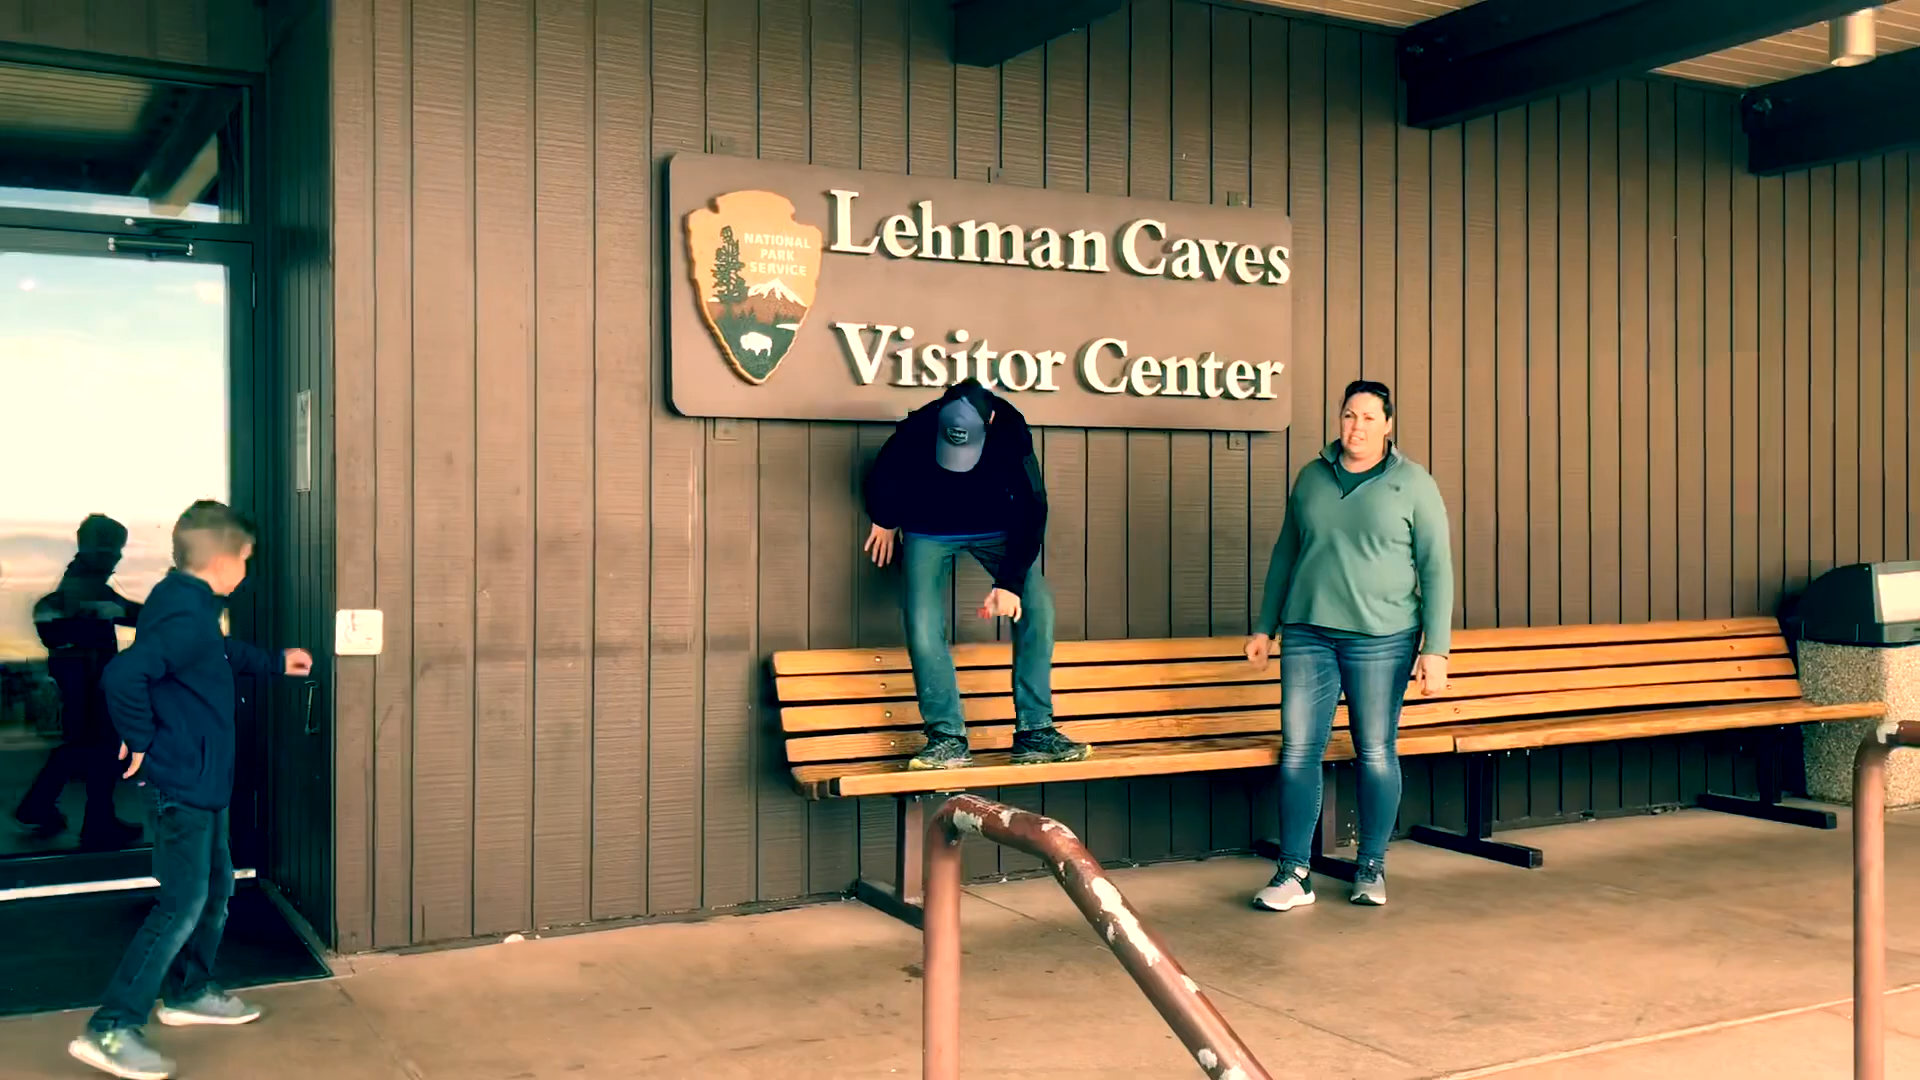 Lehman Caves
Visitor Center
NATIONAL
PARK
SERVICE